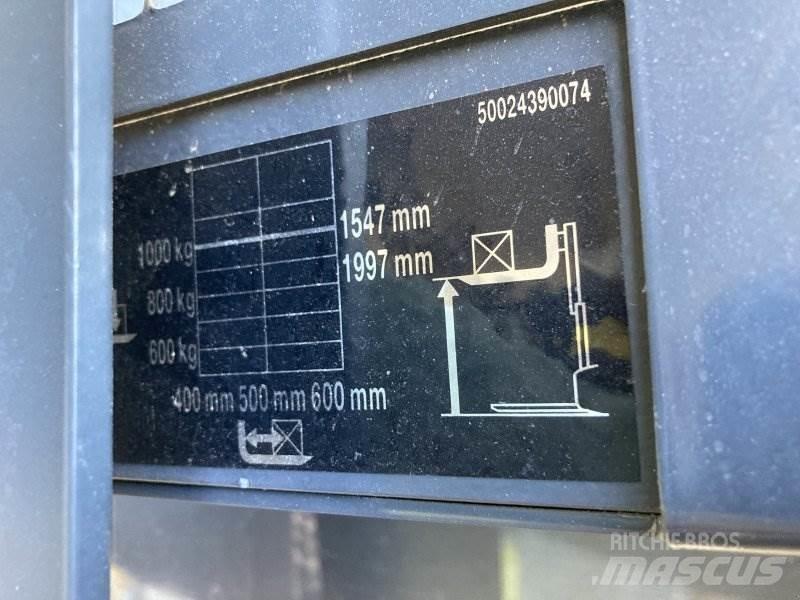 50024390074
1547 mm
1000 kg
1997 mm
800 kg
600 kg
400 mm 500 mm 600 mm
RITCHIE BROS.
MASCUS